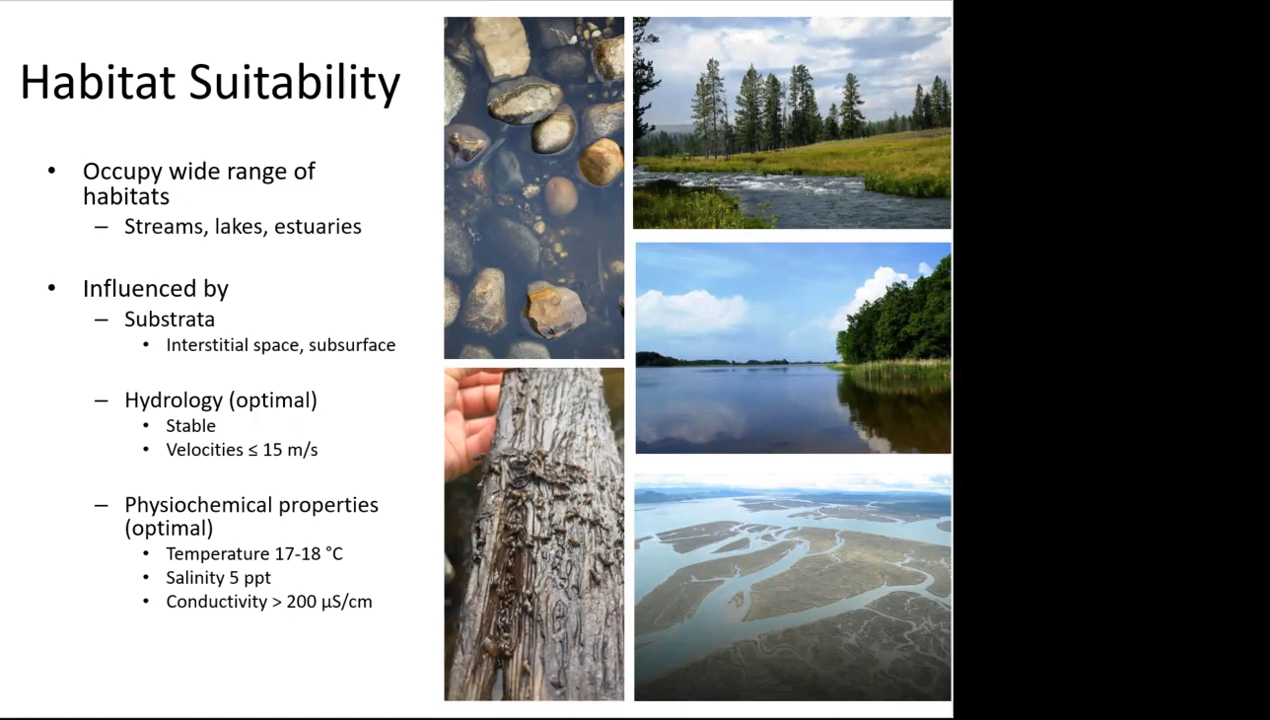 Habitat Suitability
• Occupy wide range of
habitats
– Streams, lakes, estuaries
• Influenced by
– Substrata
• Interstitial space, subsurface
– Hydrology (optimal)
• Stable
• Velocities ≤ 15 m/s
– Physiochemical properties
(optimal)
• Temperature 17-18 °C
• Salinity 5 ppt
• Conductivity > 200 µS/cm